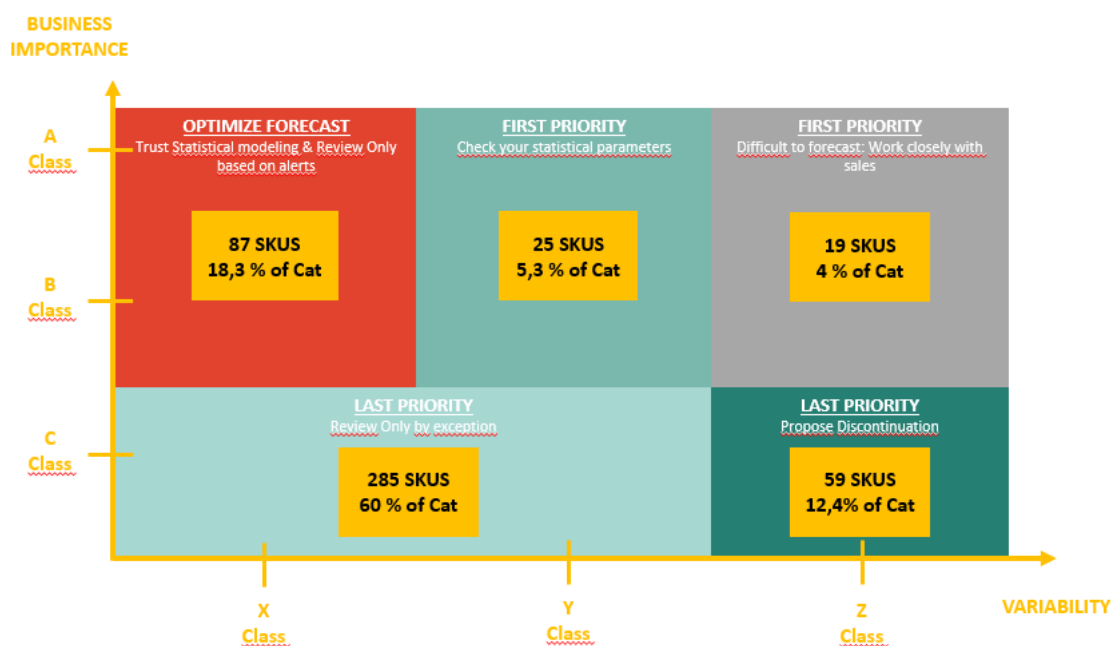 BUSINESS
IMPORTANCE
A
Class
OPTIMIZE FORECAST
Trust Statistical modeling & Review Only
based on alerts
87 SKUS
18,3 % of Cat
FIRST PRIORITY
Check your statistical parameters
25 SKUS
5,3 % of Cat
FIRST PRIORITY
Difficult to forecast: Work closely with
sales
19 SKUS
4 % of Cat
B
Class
C
Class
LAST PRIORITY
Review Only by exception
285 SKUS
60 % of Cat
LAST PRIORITY
Propose Discontinuation
59 SKUS
12,4% of Cat
X
Class
Y
Class
Z
Class
VARIABILITY